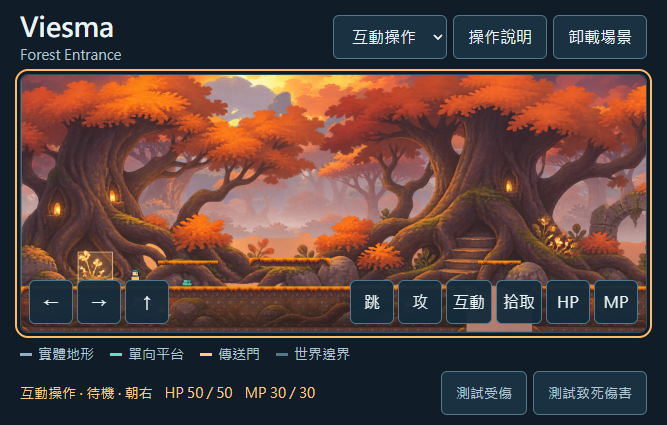 Viesma
Forest Entrance
互動操作 操作說明 卸載場景
← → ↑ 跳 攻 互動 拾取 HP MP
實體地形 單向平台 傳送門 世界邊界
互動操作 · 待機 · 朝右 HP 50 / 50 MP 30 / 30 測試受傷 測試致死傷害